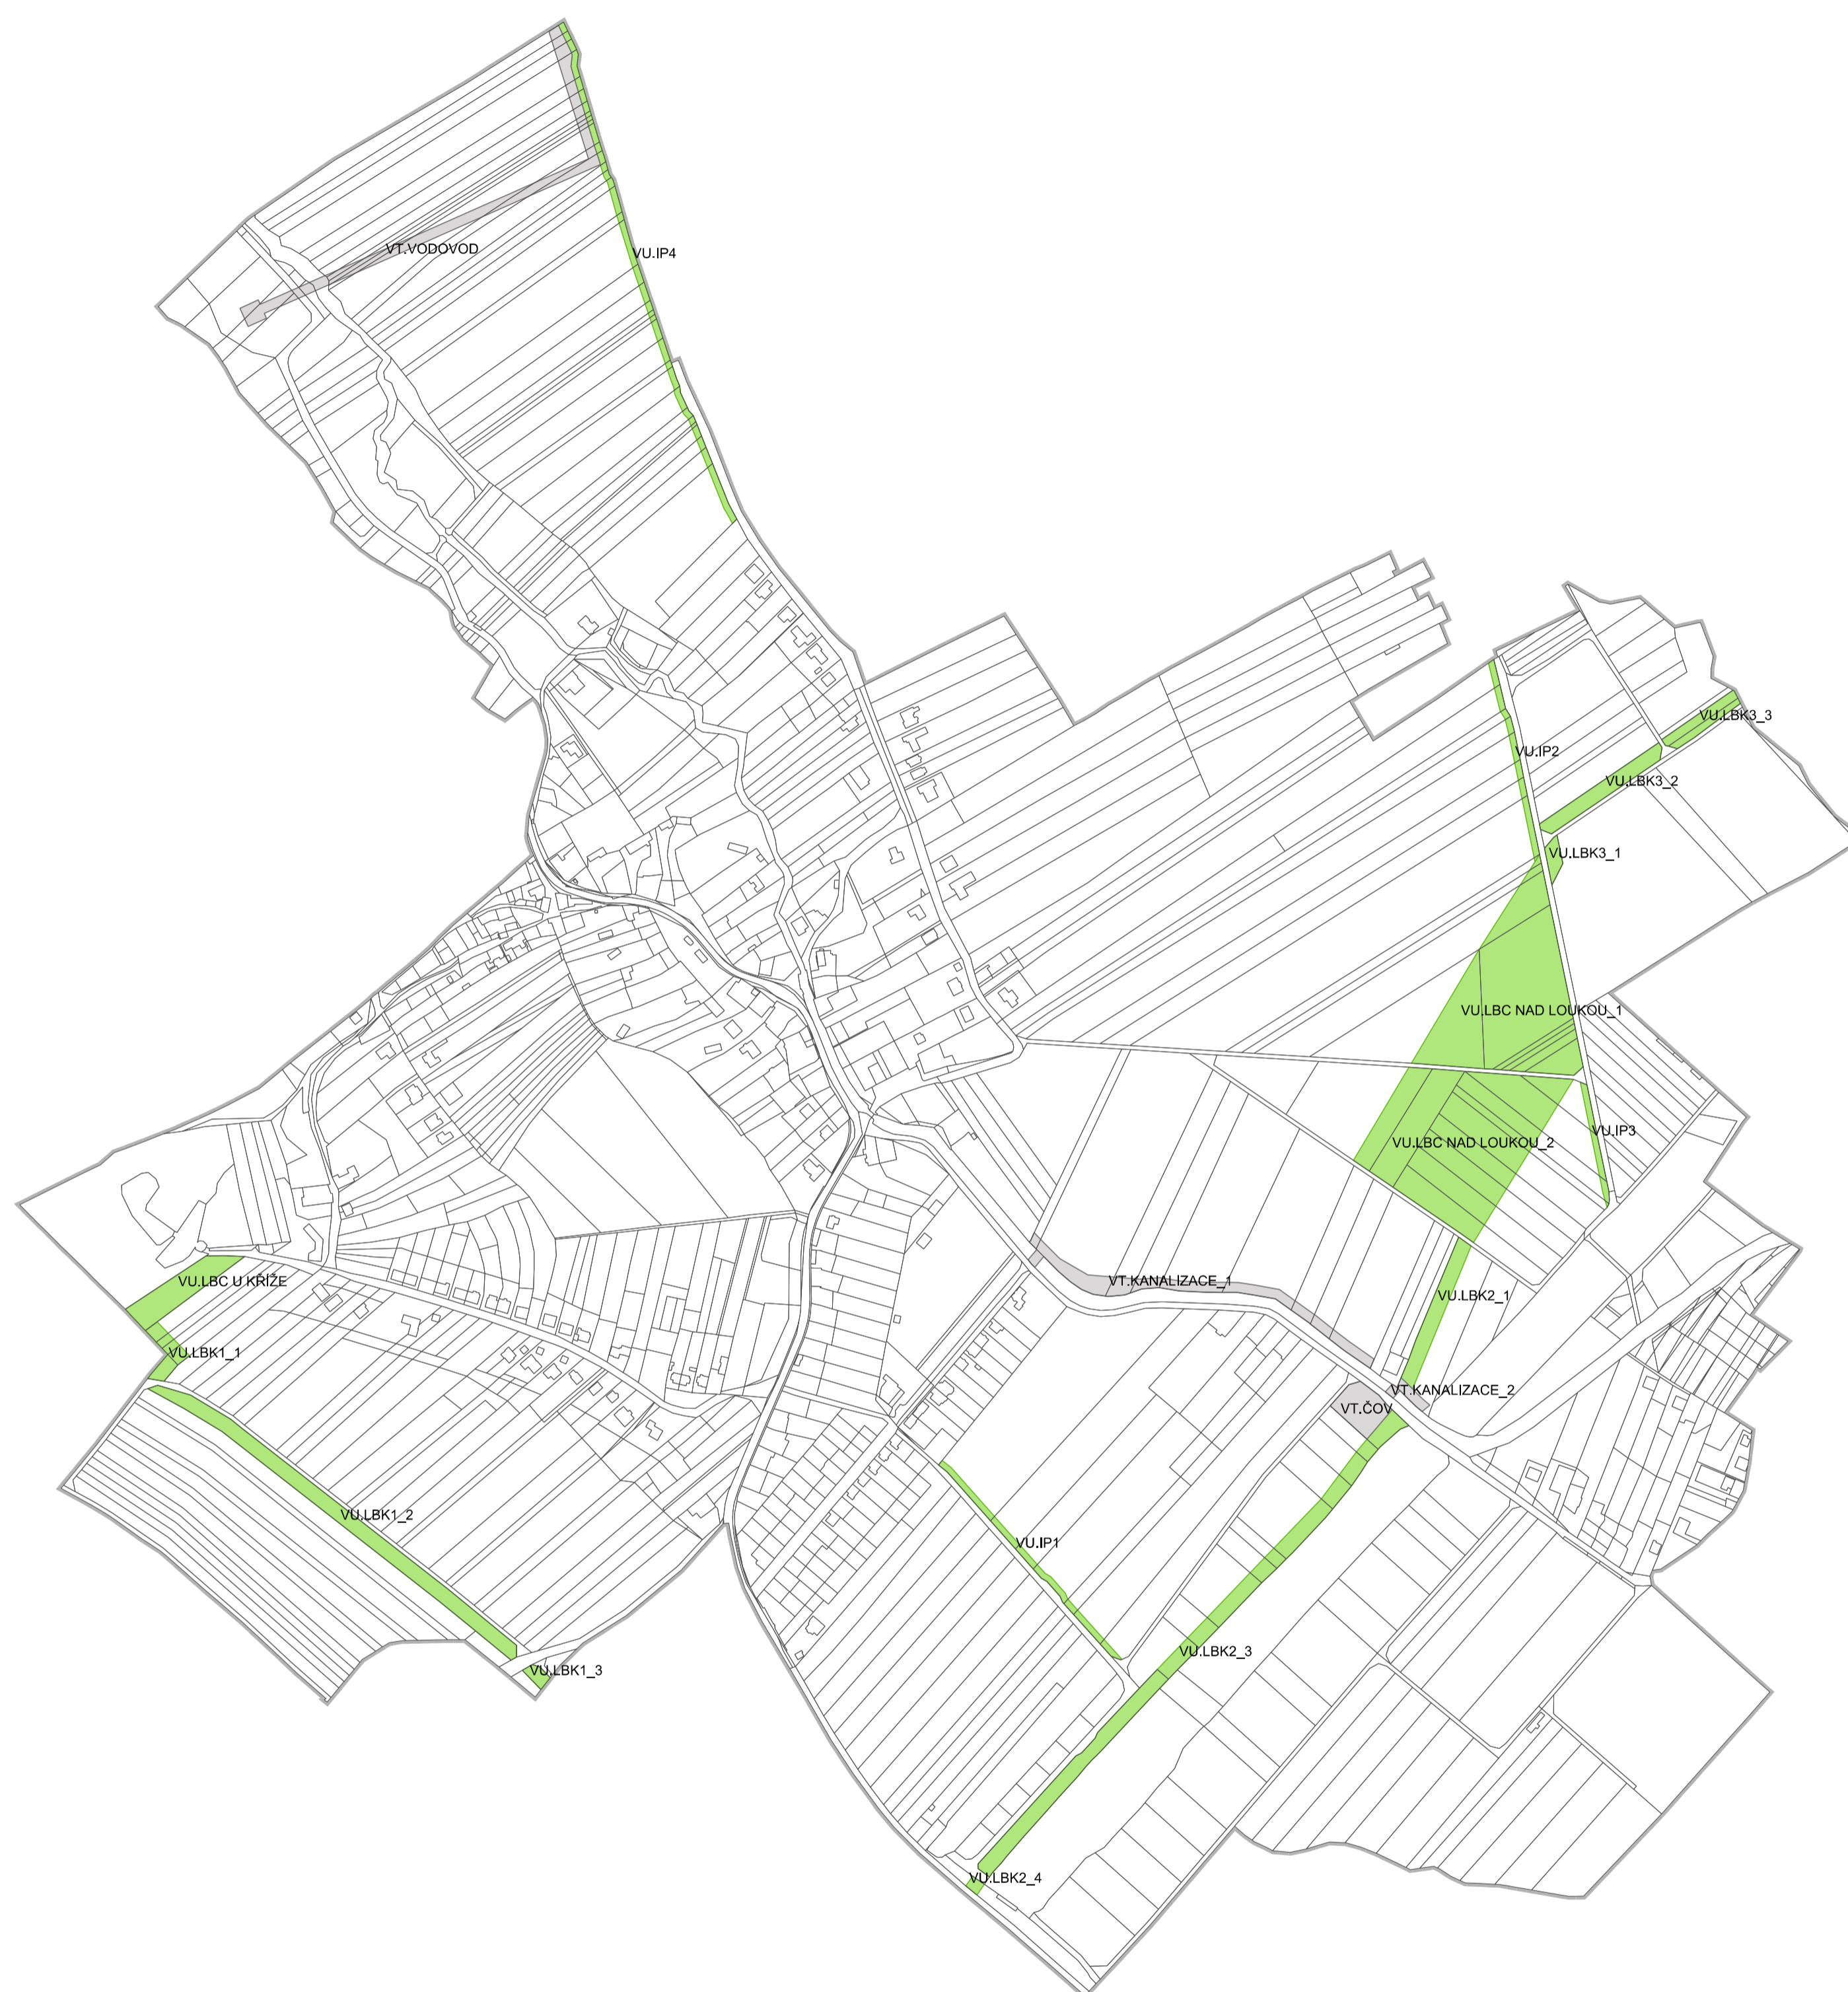 VT.VODOVOD
VU.IP4
VU.LBK3_3
VU.IP2
VU.LBK3_2
VU.LBK3_1
VU.LBC NAD LOUKOU_1
VU.IP3
VU.LBC NAD LOUKOU_2
VU.LBC U KŘÍŽE
VT.KANALIZACE_1
VU.LBK2_1
VU.LBK1_1
VT.KANALIZACE_2
VT.ČOV
VU.LBK1_2
VU.IP1
VU.LBK2_3
VU.LBK1_3
VU.LBK2_4